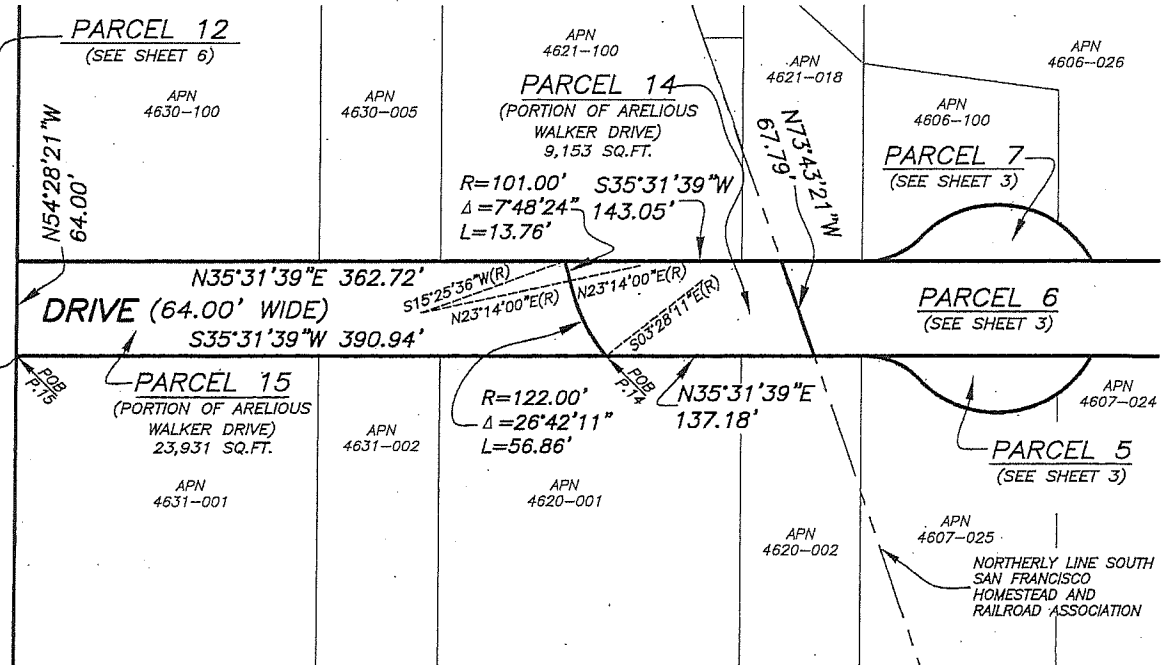 PARCEL 12
(SEE SHEET 6)
APN
4630-100
APN
4630-005
APN
4621-100
PARCEL 14
(PORTION OF ARELIOUS
WALKER DRIVE)
9,153 SQ.FT.
APN
4621-018
APN
4606-026
APN
4606-100
PARCEL 7
(SEE SHEET 3)
N54°28'21"W
64.00'
R=101.00'
Δ=7°48'24"
L=13.76'
S35°31'39"W
143.05'
N73°43'21"W
67.79'
N35°31'39"E 362.72'
DRIVE (64.00' WIDE)
S35°31'39"W 390.94'
S15°25'36"W(R)
N23°14'00"E(R)
N23°14'00"E(R)
S03°28'11"E(R)
PARCEL 6
(SEE SHEET 3)
POB
P.15
PARCEL 15
(PORTION OF ARELIOUS
WALKER DRIVE)
23,931 SQ.FT.
APN
4631-002
R=122.00'
Δ=26°42'11"
L=56.86'
POB
P.14
N35°31'39"E
137.18'
APN
4607-024
PARCEL 5
(SEE SHEET 3)
APN
4631-001
APN
4620-001
APN
4620-002
APN
4607-025
NORTHERLY LINE SOUTH
SAN FRANCISCO
HOMESTEAD AND
RAILROAD ASSOCIATION